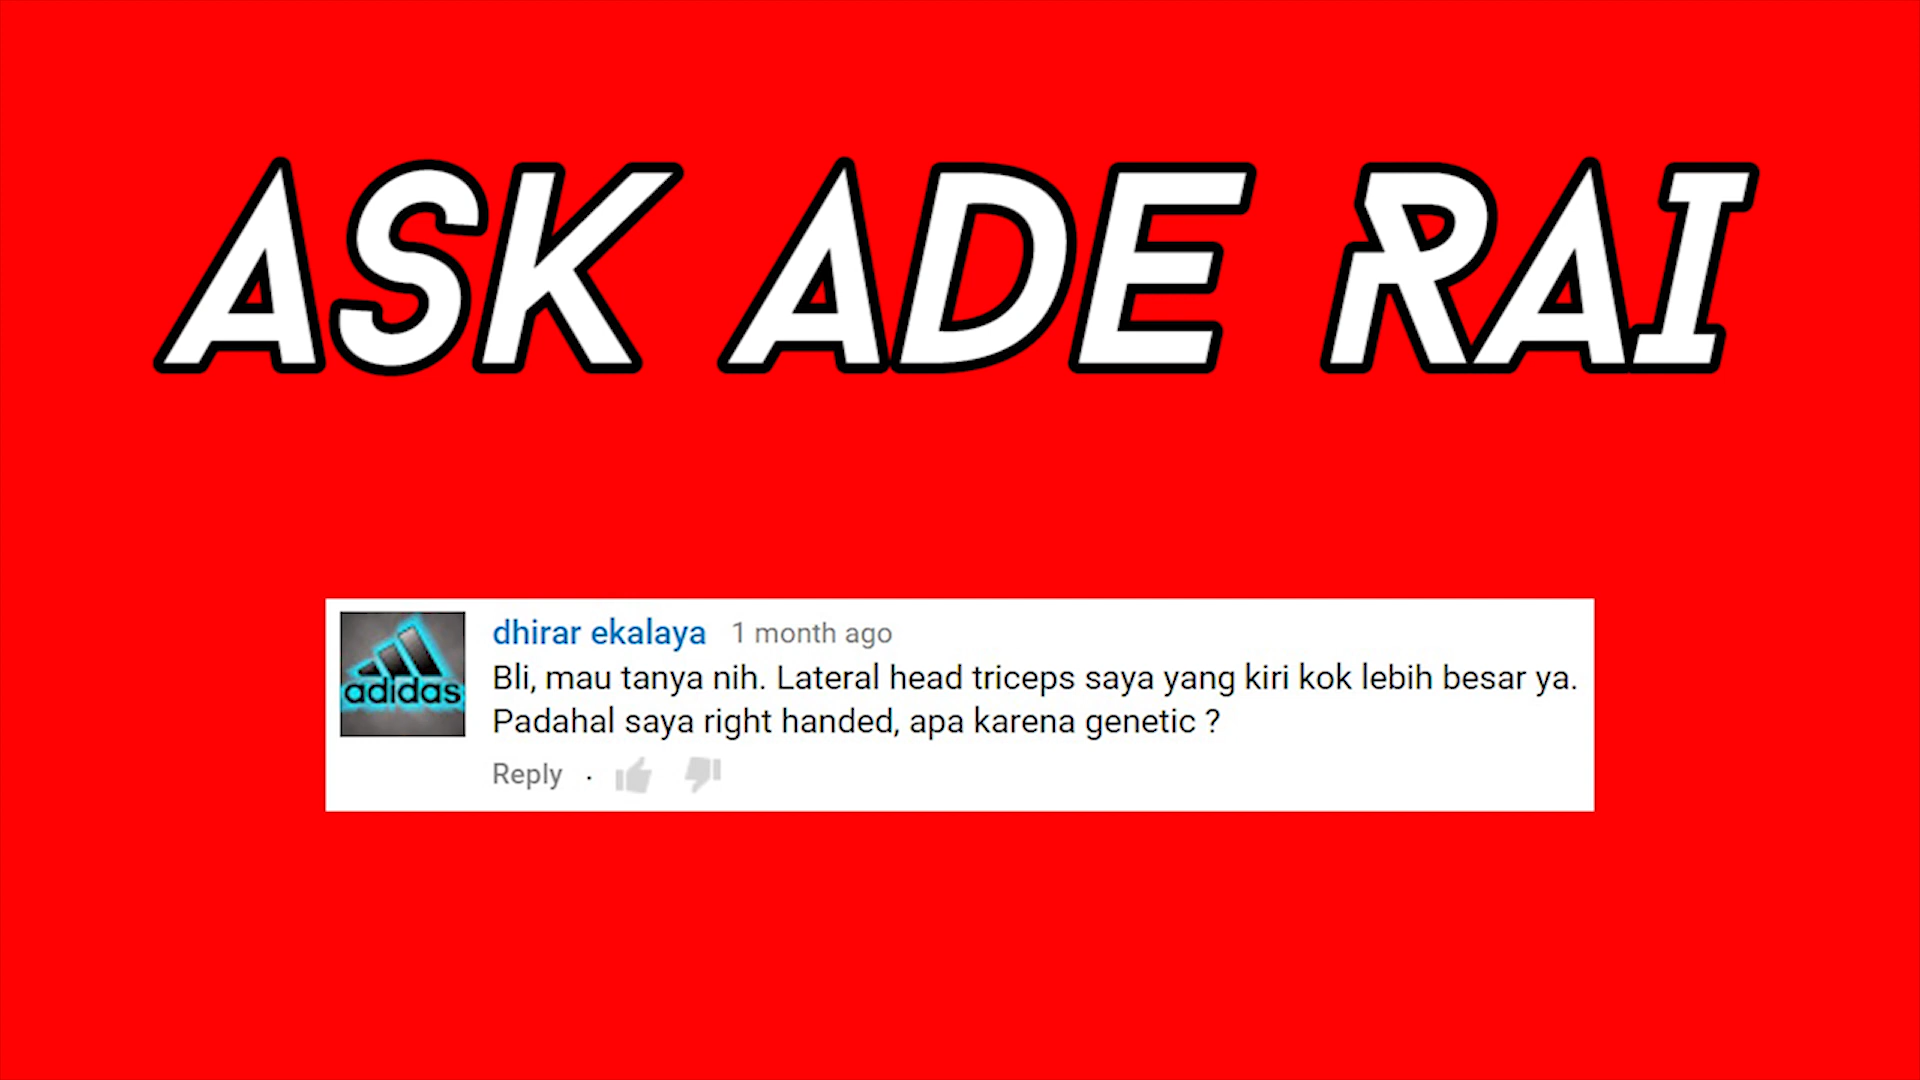 ASK ADE RAI
adidas
dhirar ekalaya 1 month ago
Bli, mau tanya nih. Lateral head triceps saya yang kiri kok lebih besar ya.
Padahal saya right handed, apa karena genetic ?
Reply ·